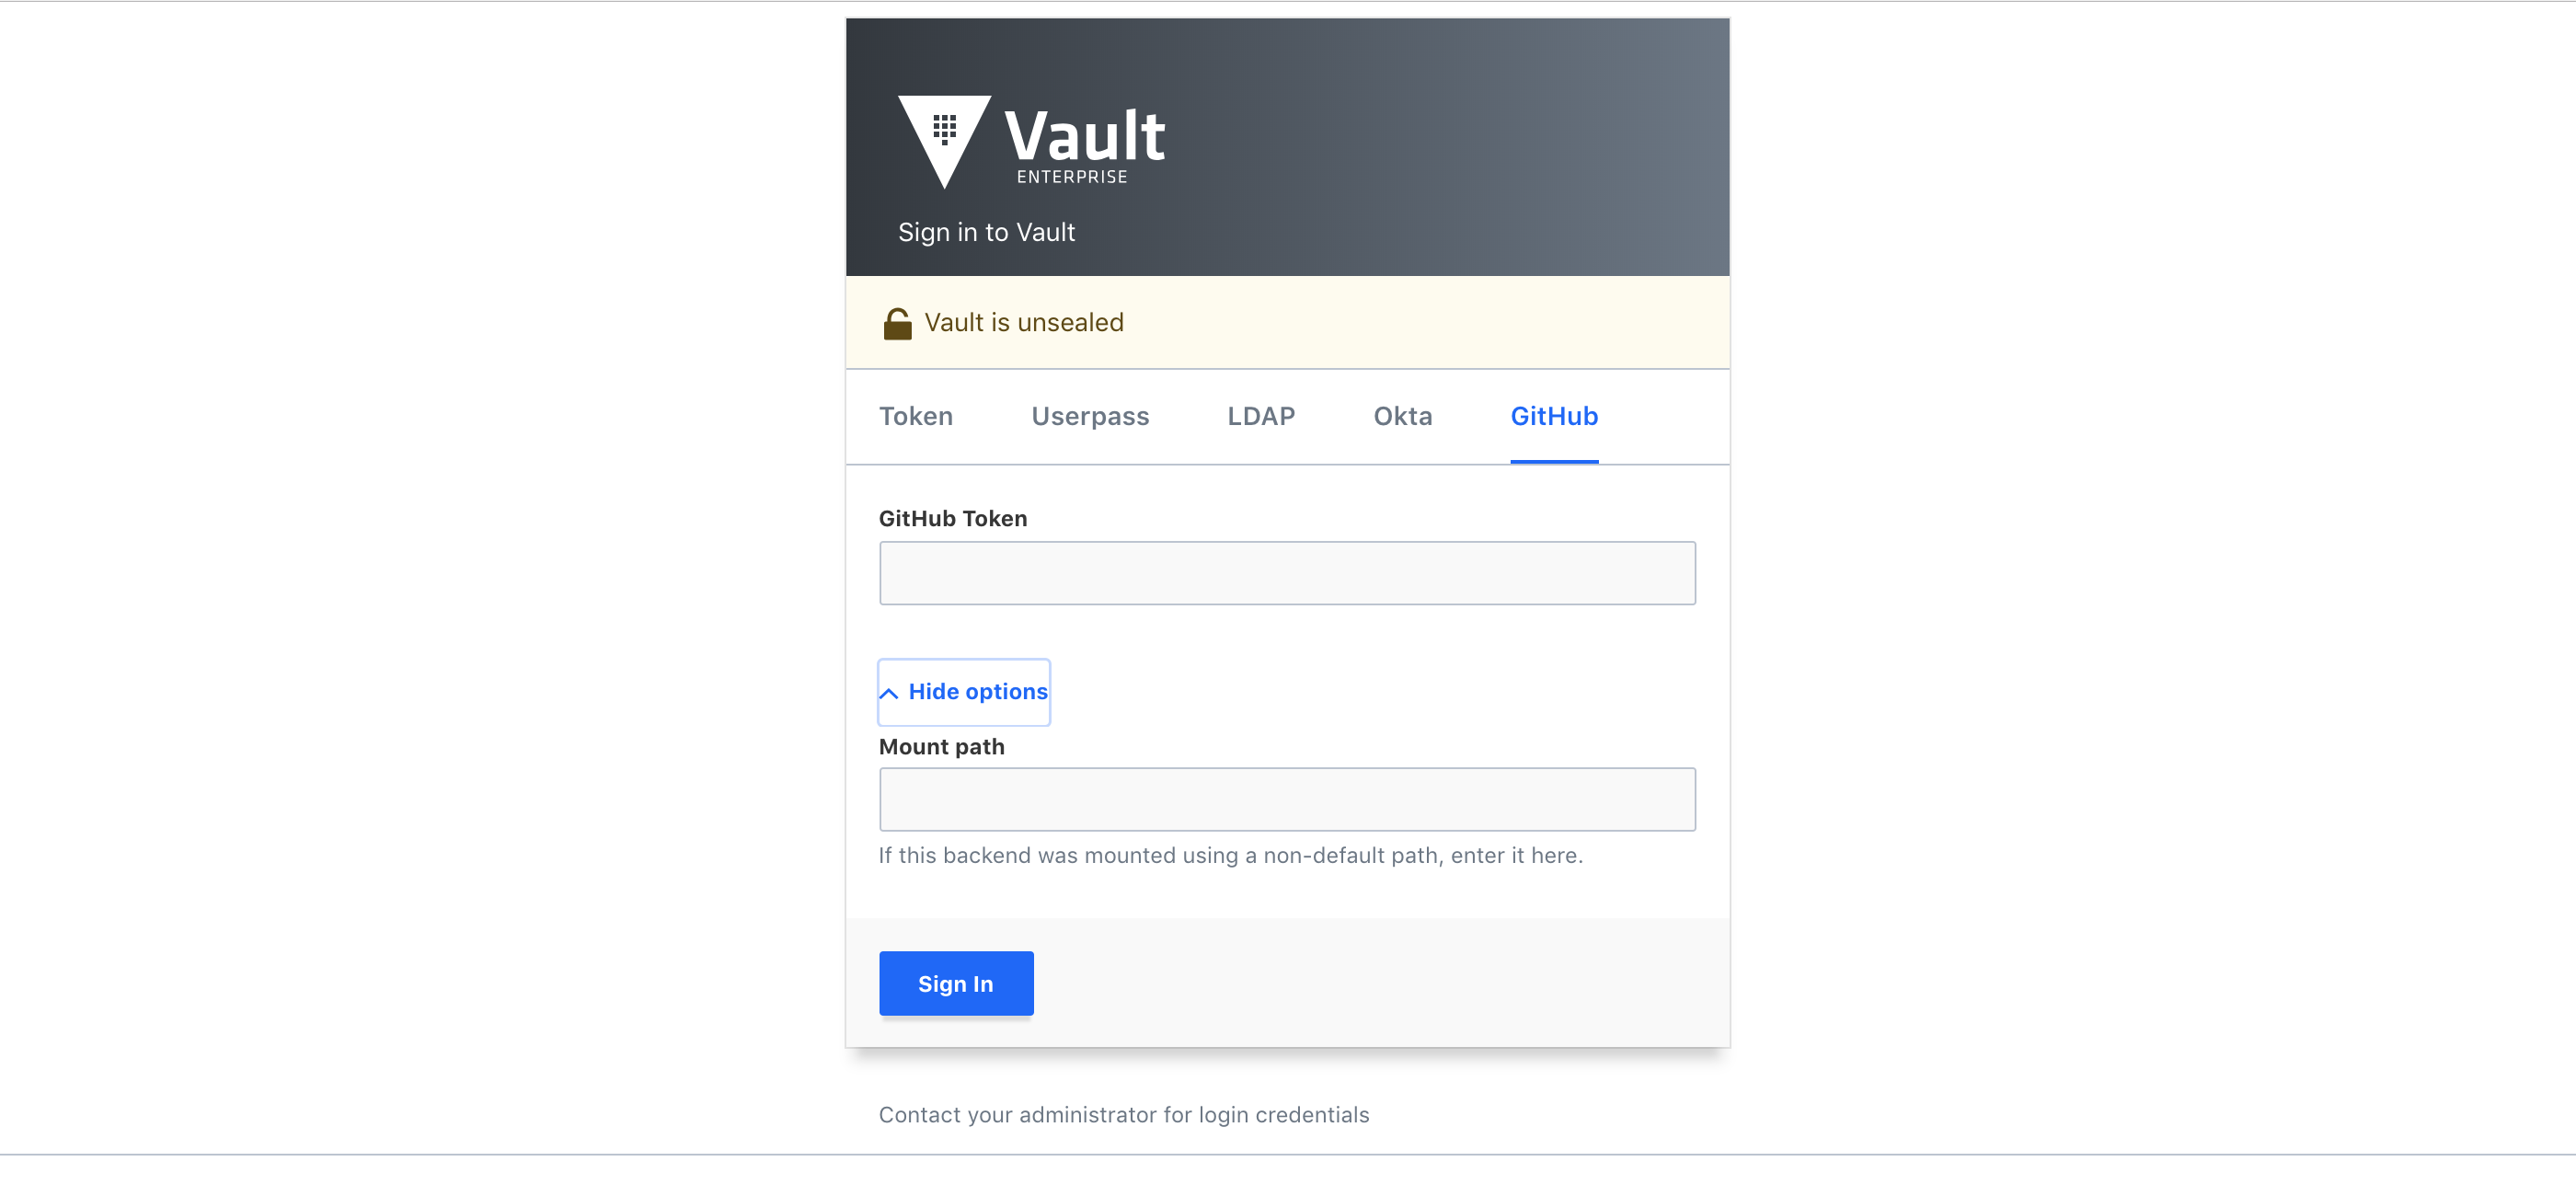 Vault
ENTERPRISE
Sign in to Vault
Vault is unsealed
Token Userpass LDAP Okta GitHub
GitHub Token
Hide options
Mount path
If this backend was mounted using a non-default path, enter it here.
Sign In
Contact your administrator for login credentials